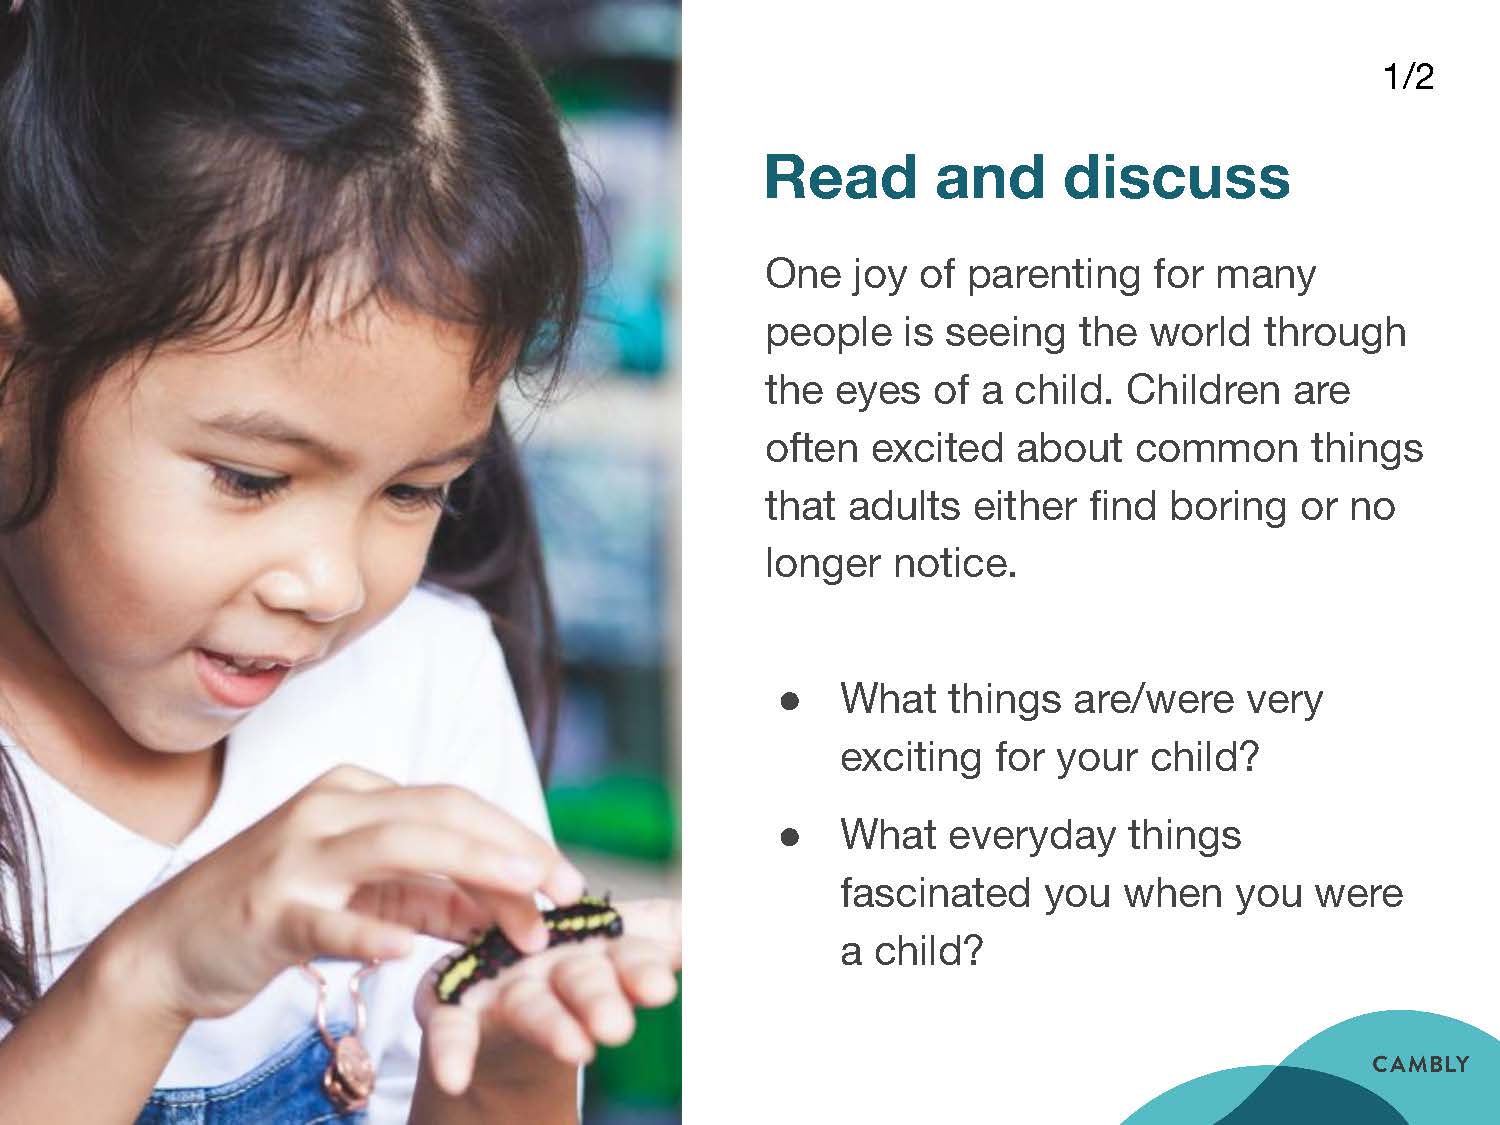 1/2
Read and discuss
One joy of parenting for many
people is seeing the world through
the eyes of a child. Children are
often excited about common things
that adults either find boring or no
longer notice.
● What things are/were very
exciting for your child?
● What everyday things
fascinated you when you were
a child?
CAMBLY